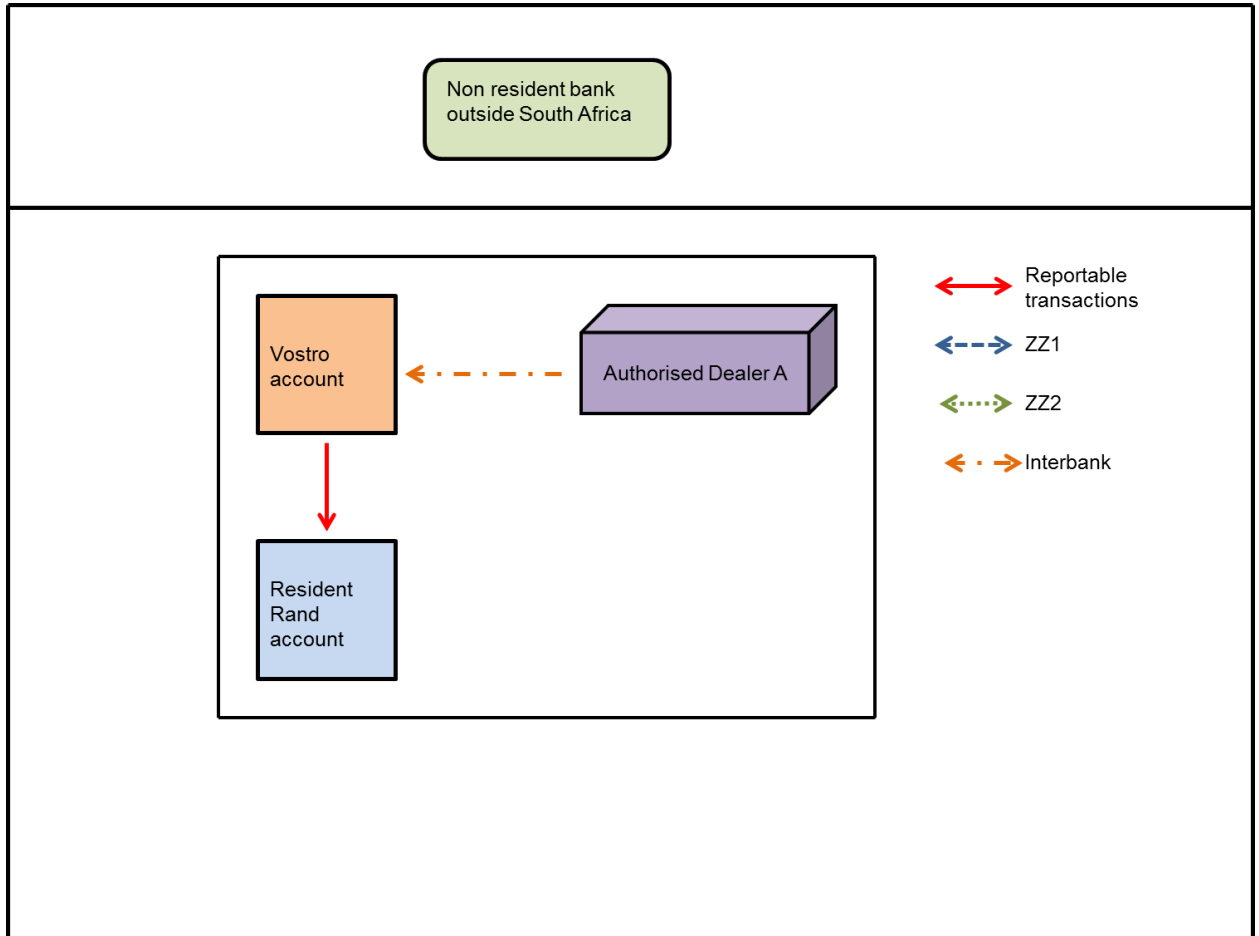 Non resident bank
outside South Africa
Vostro
account
Authorised Dealer A
Resident
Rand
account
Reportable
transactions
ZZ1
ZZ2
Interbank